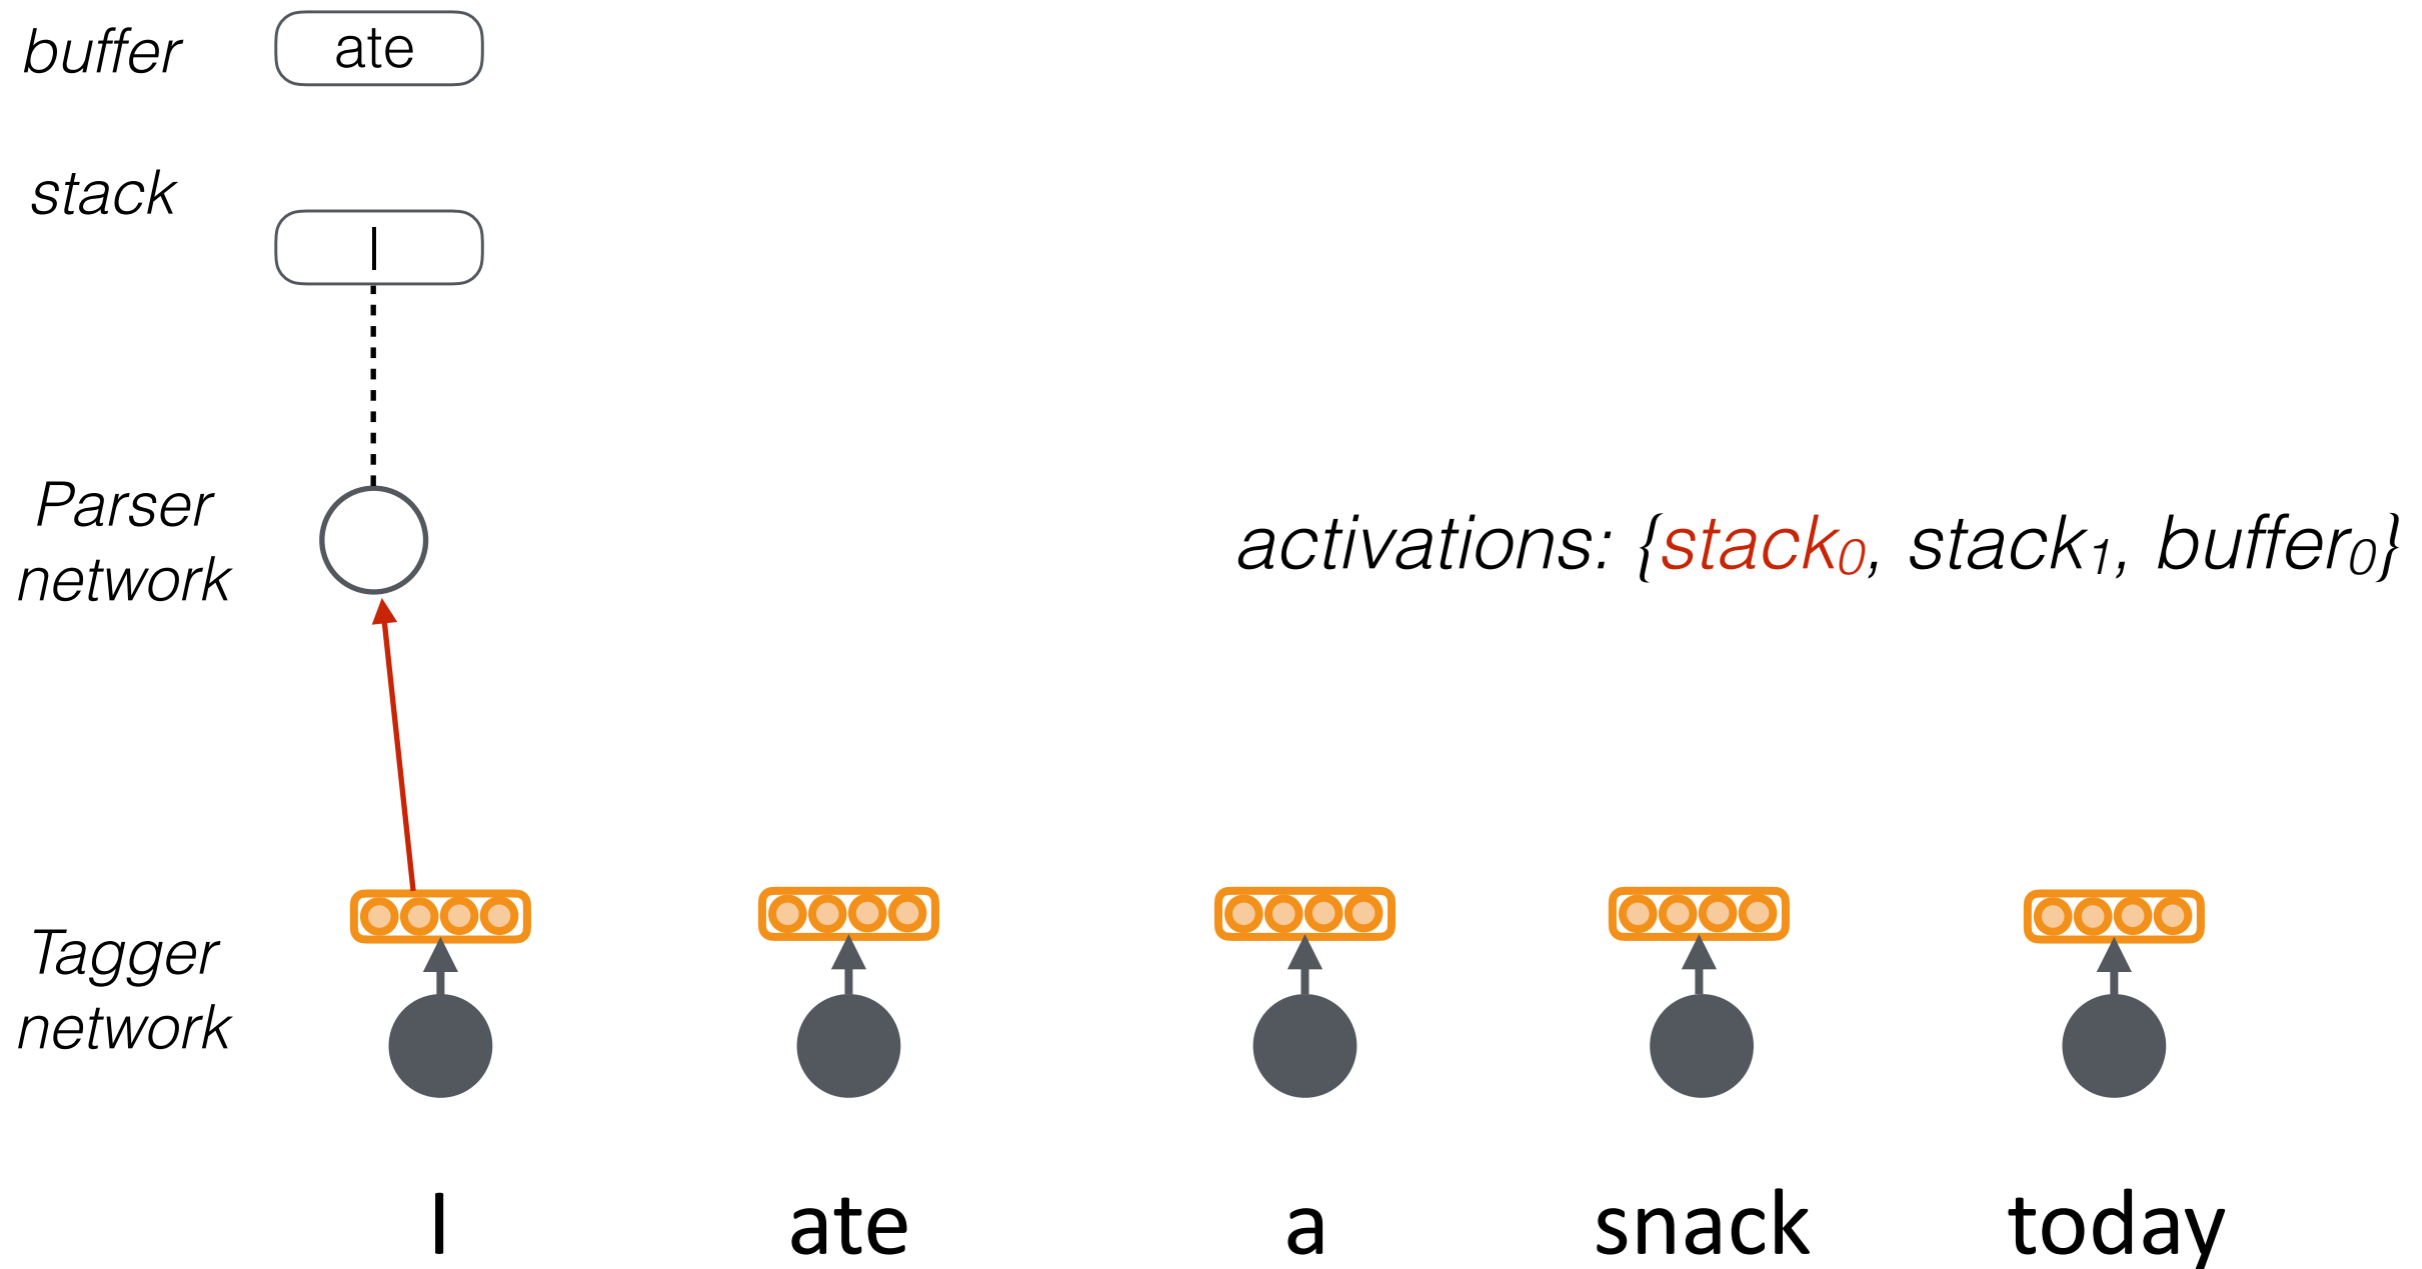 buffer ate
stack
I
Parser
network
activations: {stack₀, stack₁, buffer₀}
Tagger
network
I ate a snack today